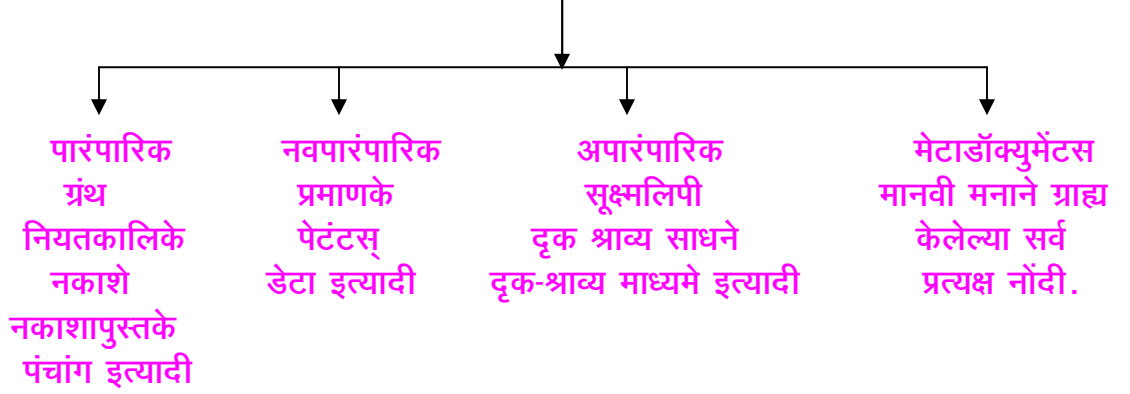 पारंपारिक
ग्रंथ
नियतकालिके
नकाशे
नकाशापुस्तके
पंचांग इत्यादी
नवपारंपारिक
प्रमाणके
पेटंटस्
डेटा इत्यादी
अपारंपारिक
सूक्ष्मलिपी
दृक श्राव्य साधने
दृक-श्राव्य माध्यमे इत्यादी
मेटाडॉक्युमेंटस
मानवी मनाने ग्राह्य
केलेल्या सर्व
प्रत्यक्ष नोंदी.